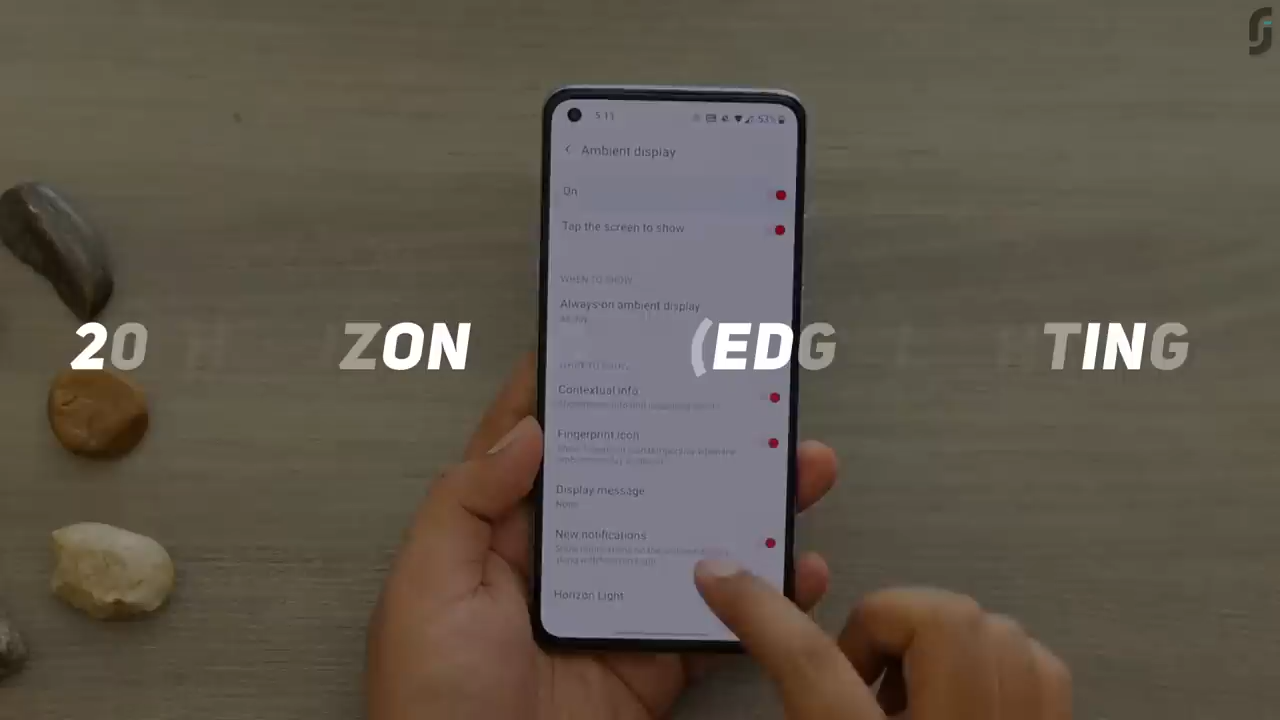 5:11
53%
Ambient display
On
Tap the screen to show
WHEN TO SHOW
Always-on ambient display
WHAT TO SHOW
20 H ZON (EDG HTING
Contextual info
Fingerprint icon
Display message
None
New notifications
Horizon Light